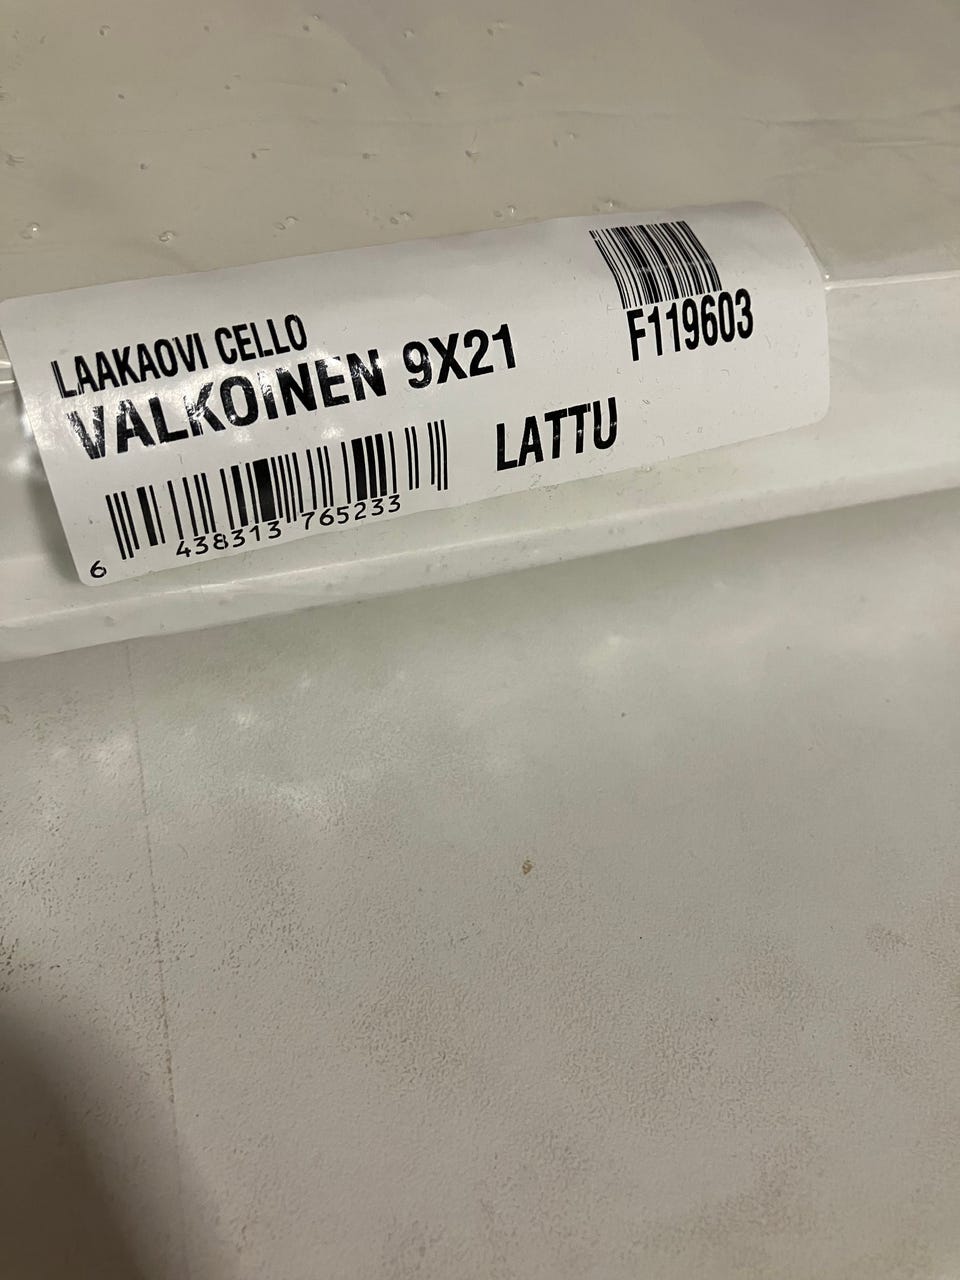 LAAKAOVI CELLO
VALKOINEN 9X21
F119603
LATTU
6 438313 765233